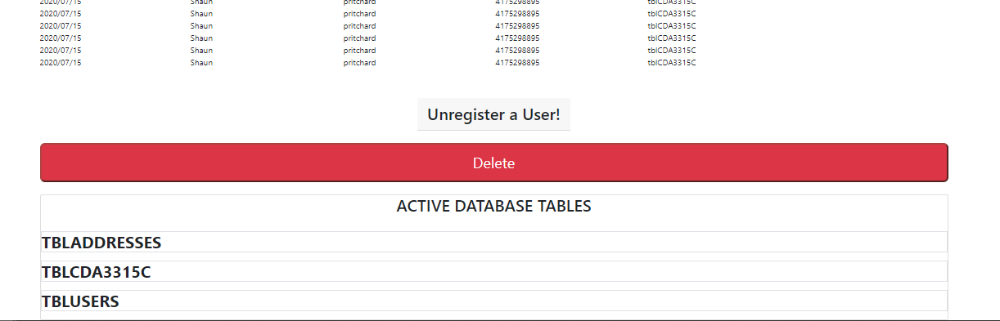 2020/07/15 Shaun pritchard 4175298895 tblCDA3315C
2020/07/15 Shaun pritchard 4175298895 tblCDA3315C
2020/07/15 Shaun pritchard 4175298895 tblCDA3315C
2020/07/15 Shaun pritchard 4175298895 tblCDA3315C
2020/07/15 Shaun pritchard 4175298895 tblCDA3315C
2020/07/15 Shaun pritchard 4175298895 tblCDA3315C
Unregister a User!
Delete
ACTIVE DATABASE TABLES
TBLADDRESSES
TBLCDA3315C
TBLUSERS